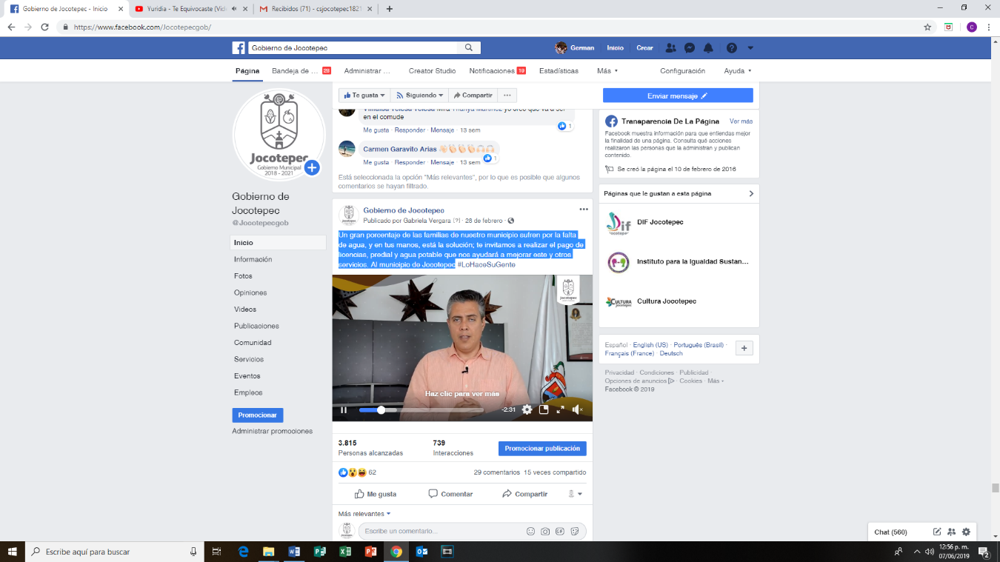 Gobierno de Jocotepec - Inicio
Yuridia - Te Equivocaste (Vid
Recibidos (71) - csjocotepec1821
https://www.facebook.com/Jocotepecgob/
C
Gobierno de Jocotepec
German
Inicio
Crear
Página
Bandeja de ... 28
Administrar ...
Creator Studio
Notificaciones 19
Estadísticas
Más
Configuración
Ayuda
Te gusta
Siguiendo
Compartir
Enviar mensaje
yo creo que va a ser
en el comude
1
Me gusta · Responder · Mensaje · 13 sem
Carmen Garavito Arias
1
Me gusta · Responder · Mensaje · 13 sem
Está seleccionada la opción "Más relevantes", por lo que es posible que algunos
comentarios se hayan filtrado.
Jocotepec
Gobierno Municipal
2018 - 2021
Gobierno de
Jocotepec
@Jocotepecgob
Inicio
Información
Fotos
Opiniones
Videos
Publicaciones
Comunidad
Servicios
Eventos
Empleos
Promocionar
Administrar promociones
Gobierno de Jocotepec
Publicado por Gabriela Vergara [?] · 28 de febrero ·
Un gran porcentaje de las familias de nuestro municipio sufren por la falta
de agua, y en tus manos, está la solución; te invitamos a realizar el pago de
licencias, predial y agua potable que nos ayudará a mejorar este y otros
servicios. Al municipio de Jocotepec #LoHaceSuGente
Jocotepec
Haz clic para ver más
-2:31
3.815
Personas alcanzadas
739
Interacciones
Promocionar publicación
62
29 comentarios 15 veces compartido
Me gusta
Comentar
Compartir
Más relevantes
Escribe un comentario...
GIF
Transparencia De La Página
Ver más
Facebook muestra información para que entiendas mejor
la finalidad de una página. Consulta qué acciones
realizaron las personas que la administran y publican
contenido.
Se creó la página el 10 de febrero de 2016
Páginas que le gustan a esta página
DIF Jocotepec
Instituto para la Igualdad Sustan...
Cultura Jocotepec
Español · English (US) · Português (Brasil) ·
Français (France) · Deutsch
Privacidad · Condiciones · Publicidad ·
Opciones de anuncios · Cookies · Más
Facebook © 2019
Chat (560)
Escribe aquí para buscar
12:56 p. m.
07/06/2019
2